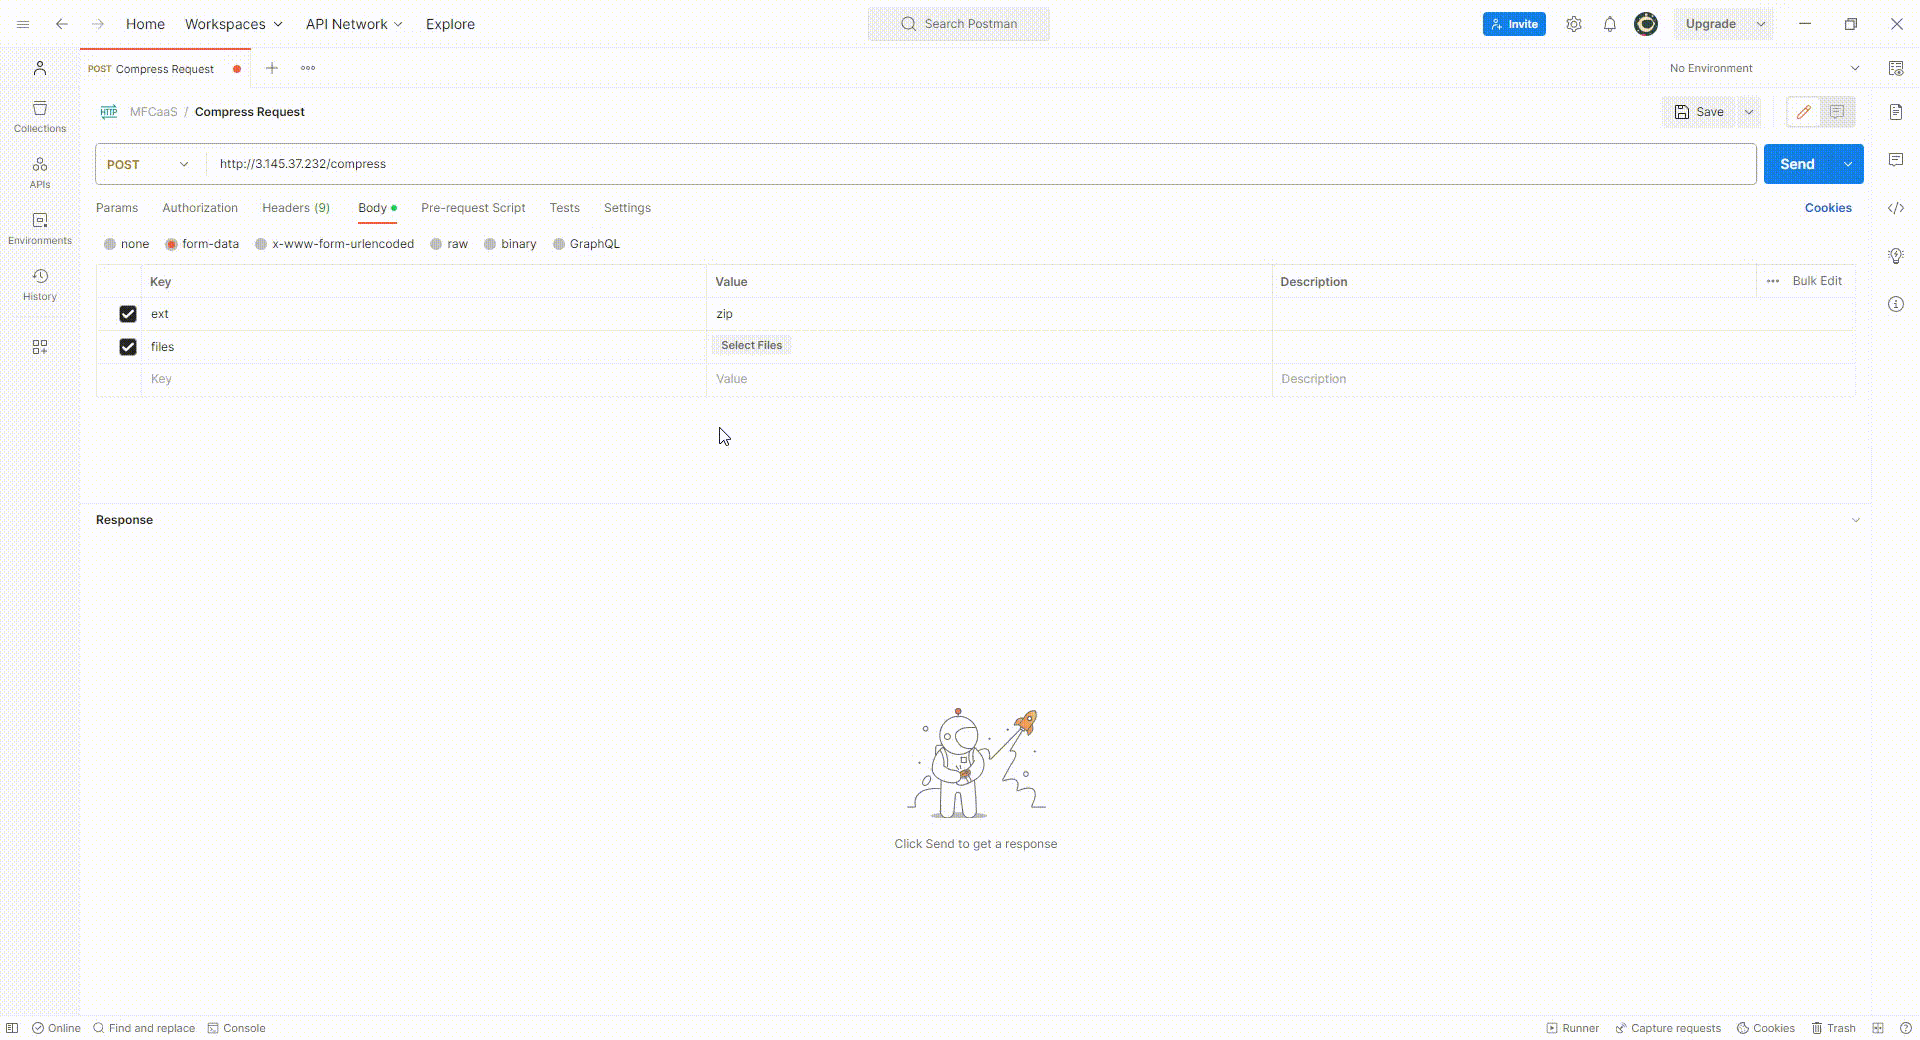 Home Workspaces API Network Explore Search Postman Invite Upgrade
POST Compress Request No Environment
HTTP MFCaaS / Compress Request Save
Collections
POST http://3.145.37.232/compress Send
APIs
Params Authorization Headers (9) Body Pre-request Script Tests Settings Cookies
Environments
none form-data x-www-form-urlencoded raw binary GraphQL
Key Value Description Bulk Edit
History
ext zip
files Select Files
Key Value Description
Response
Click Send to get a response
Online Find and replace Console Runner Capture requests Cookies Trash